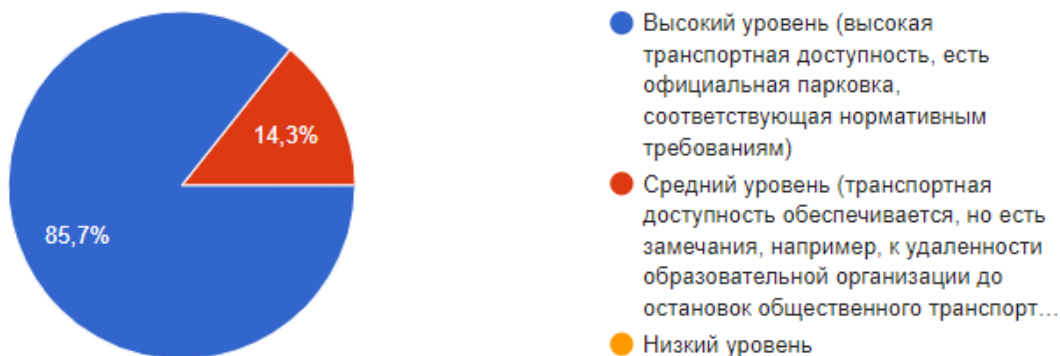 85,7%
14,3%
Высокий уровень (высокая
транспортная доступность, есть
официальная парковка,
соответствующая нормативным
требованиям)
Средний уровень (транспортная
доступность обеспечивается, но есть
замечания, например, к удаленности
образовательной организации до
остановок общественного транспорт…
Низкий уровень